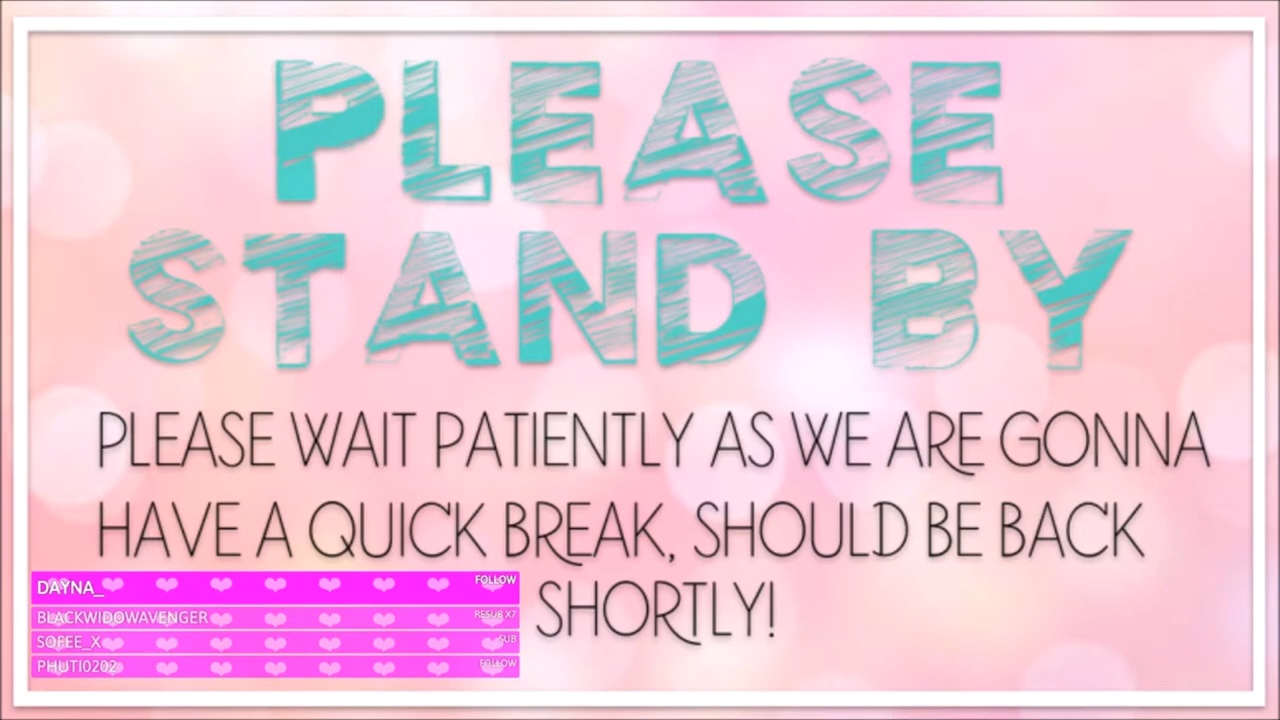 PLEASE
STAND BY
PLEASE WAIT PATIENTLY AS WE ARE GONNA
HAVE A QUICK BREAK, SHOULD BE BACK
SHORTLY!
DAYNA_ FOLLOW
BLACKWIDOWAVENGER RESUB X7
SOFEE_X SUB
PHUTI0202 FOLLOW